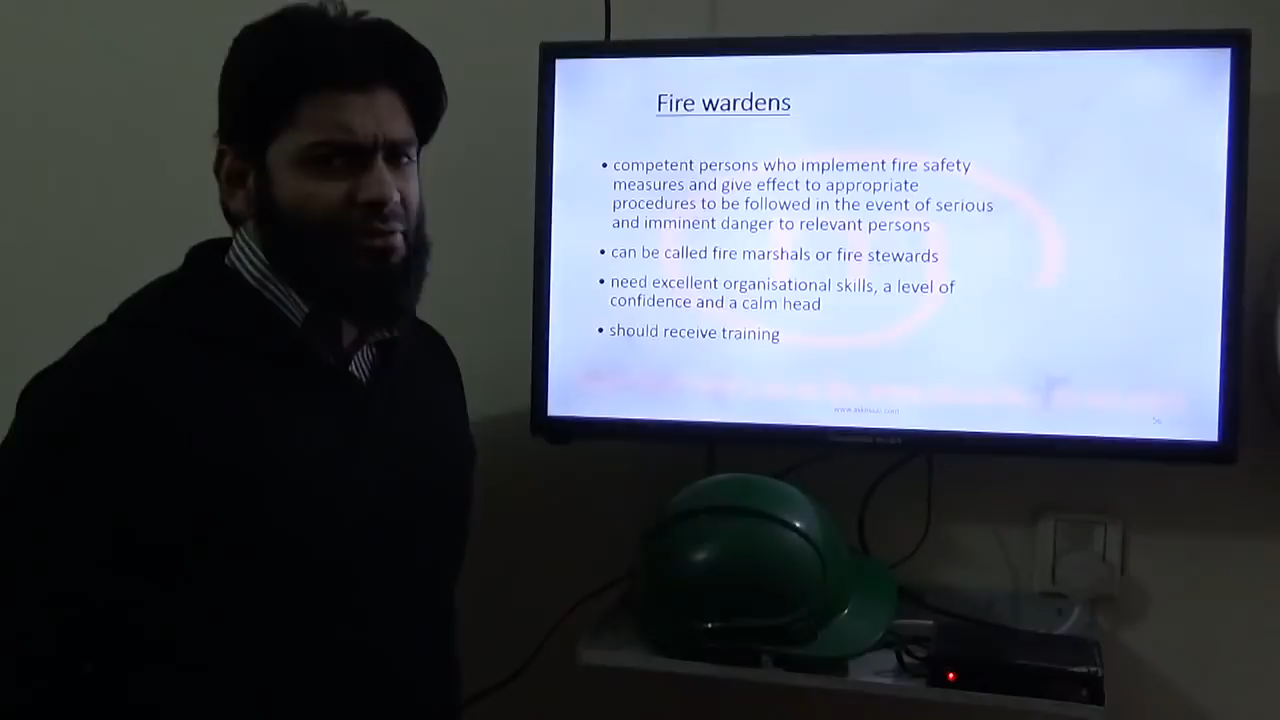 Fire wardens
• competent persons who implement fire safety
measures and give effect to appropriate
procedures to be followed in the event of serious
and imminent danger to relevant persons
• can be called fire marshals or fire stewards
• need excellent organisational skills, a level of
confidence and a calm head
• should receive training
56